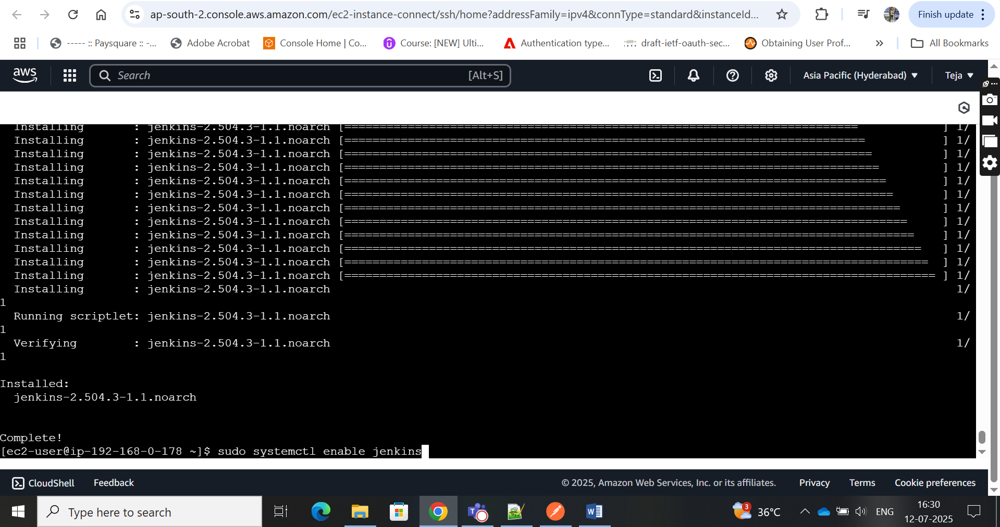 ap-south-2.console.aws.amazon.com/ec2-instance-connect/ssh/home?addressFamily=ipv4&connType=standard&instanceId...
Finish update
----- :: Paysquare :: -...
Adobe Acrobat
Console Home | Co...
Course: [NEW] Ulti...
Authentication type...
draft-ietf-oauth-sec...
Obtaining User Prof...
All Bookmarks
aws
Search
[Alt+S]
Asia Pacific (Hyderabad)
Teja
Installing : jenkins-2.504.3-1.1.noarch [========================================================================= ] 1/
Installing : jenkins-2.504.3-1.1.noarch [========================================================================== ] 1/
Installing : jenkins-2.504.3-1.1.noarch [=========================================================================== ] 1/
Installing : jenkins-2.504.3-1.1.noarch [============================================================================ ] 1/
Installing : jenkins-2.504.3-1.1.noarch [============================================================================= ] 1/
Installing : jenkins-2.504.3-1.1.noarch [============================================================================== ] 1/
Installing : jenkins-2.504.3-1.1.noarch [=============================================================================== ] 1/
Installing : jenkins-2.504.3-1.1.noarch [================================================================================ ] 1/
Installing : jenkins-2.504.3-1.1.noarch [================================================================================= ] 1/
Installing : jenkins-2.504.3-1.1.noarch [================================================================================== ] 1/
Installing : jenkins-2.504.3-1.1.noarch [=================================================================================== ] 1/
Installing : jenkins-2.504.3-1.1.noarch [==================================================================================== ] 1/
Installing : jenkins-2.504.3-1.1.noarch 1/
1
Running scriptlet: jenkins-2.504.3-1.1.noarch 1/
1
Verifying : jenkins-2.504.3-1.1.noarch 1/
1
Installed:
jenkins-2.504.3-1.1.noarch
Complete!
[ec2-user@ip-192-168-0-178 ~]$ sudo systemctl enable jenkins
CloudShell
Feedback
© 2025, Amazon Web Services, Inc. or its affiliates.
Privacy
Terms
Cookie preferences
Type here to search
3
36°C
ENG
16:30
12-07-2025